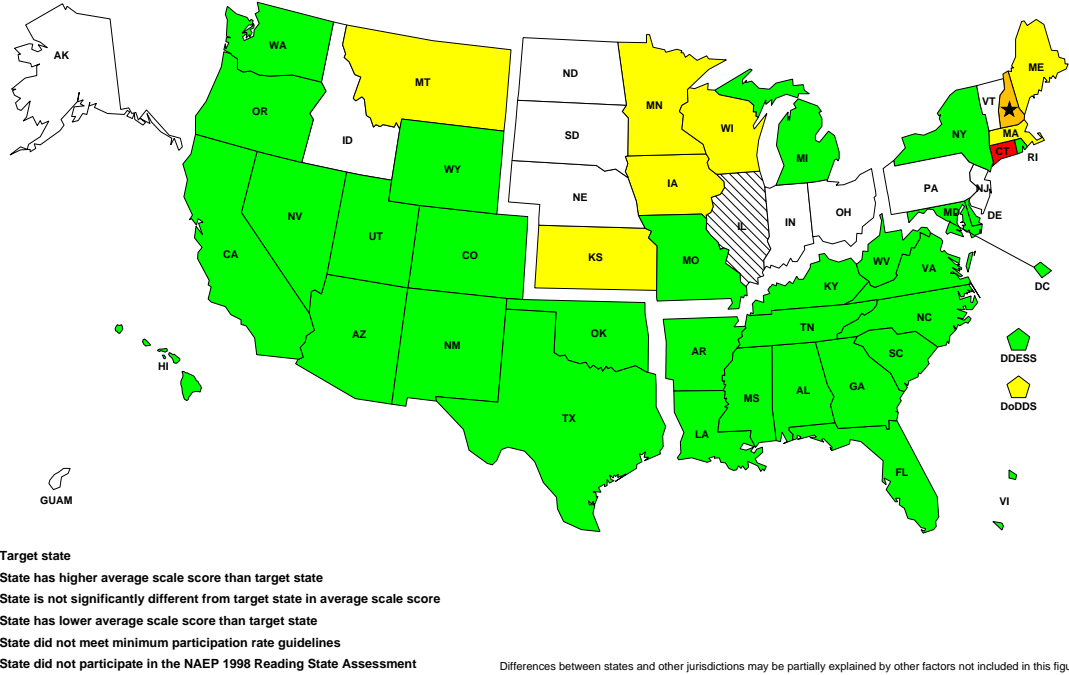 AK
WA
MT
ND
MN
ME
VT
OR
ID
SD
WI
NY
MA
CT
RI
MI
WY
IA
NE
PA
NJ
NV
UT
CO
IL
IN
OH
MD
DE
CA
KS
MO
WV
VA
DC
KY
AZ
NM
OK
TN
NC
AR
SC
DDESS
HI
TX
MS
AL
GA
DoDDS
LA
FL
GUAM
VI
Target state
State has higher average scale score than target state
State is not significantly different from target state in average scale score
State has lower average scale score than target state
State did not meet minimum participation rate guidelines
State did not participate in the NAEP 1998 Reading State Assessment
Differences between states and other jurisdictions may be partially explained by other factors not included in this figu